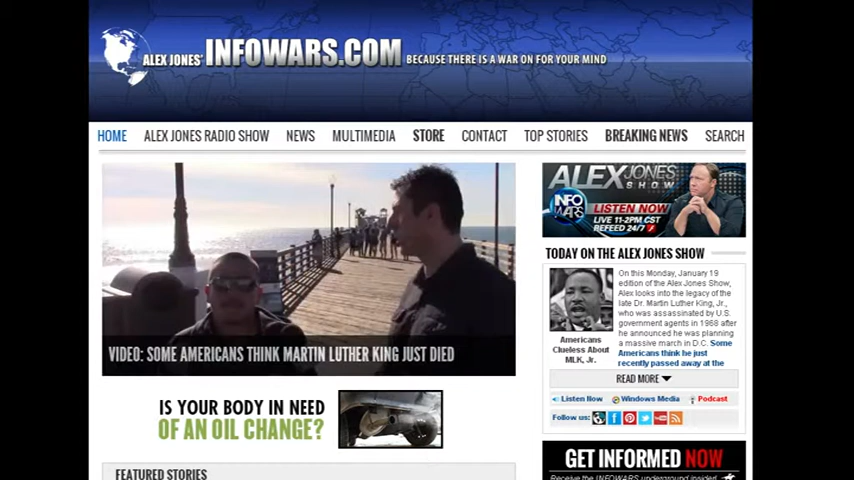 ALEX JONES' INFOWARS.COM BECAUSE THERE IS A WAR ON FOR YOUR MIND
HOME ALEX JONES RADIO SHOW NEWS MULTIMEDIA STORE CONTACT TOP STORIES BREAKING NEWS SEARCH
VIDEO: SOME AMERICANS THINK MARTIN LUTHER KING JUST DIED
IS YOUR BODY IN NEED
OF AN OIL CHANGE?
FEATURED STORIES
ALEX JONES
SHOW
INFO
WARS
LISTEN NOW
LIVE 11-2PM CST
REFEED 24/7
TODAY ON THE ALEX JONES SHOW
Americans
Clueless About
MLK, Jr.
On this Monday, January 19
edition of the Alex Jones Show,
Alex looks into the legacy of the
late Dr. Martin Luther King, Jr.,
who was assassinated by U.S.
government agents in 1968 after
he announced he was planning
a massive march in D.C. Some
Americans think he just
recently passed away at the
READ MORE
Listen Now Windows Media Podcast
Follow us:
GET INFORMED NOW
Receive the INFOWARS underground insider!